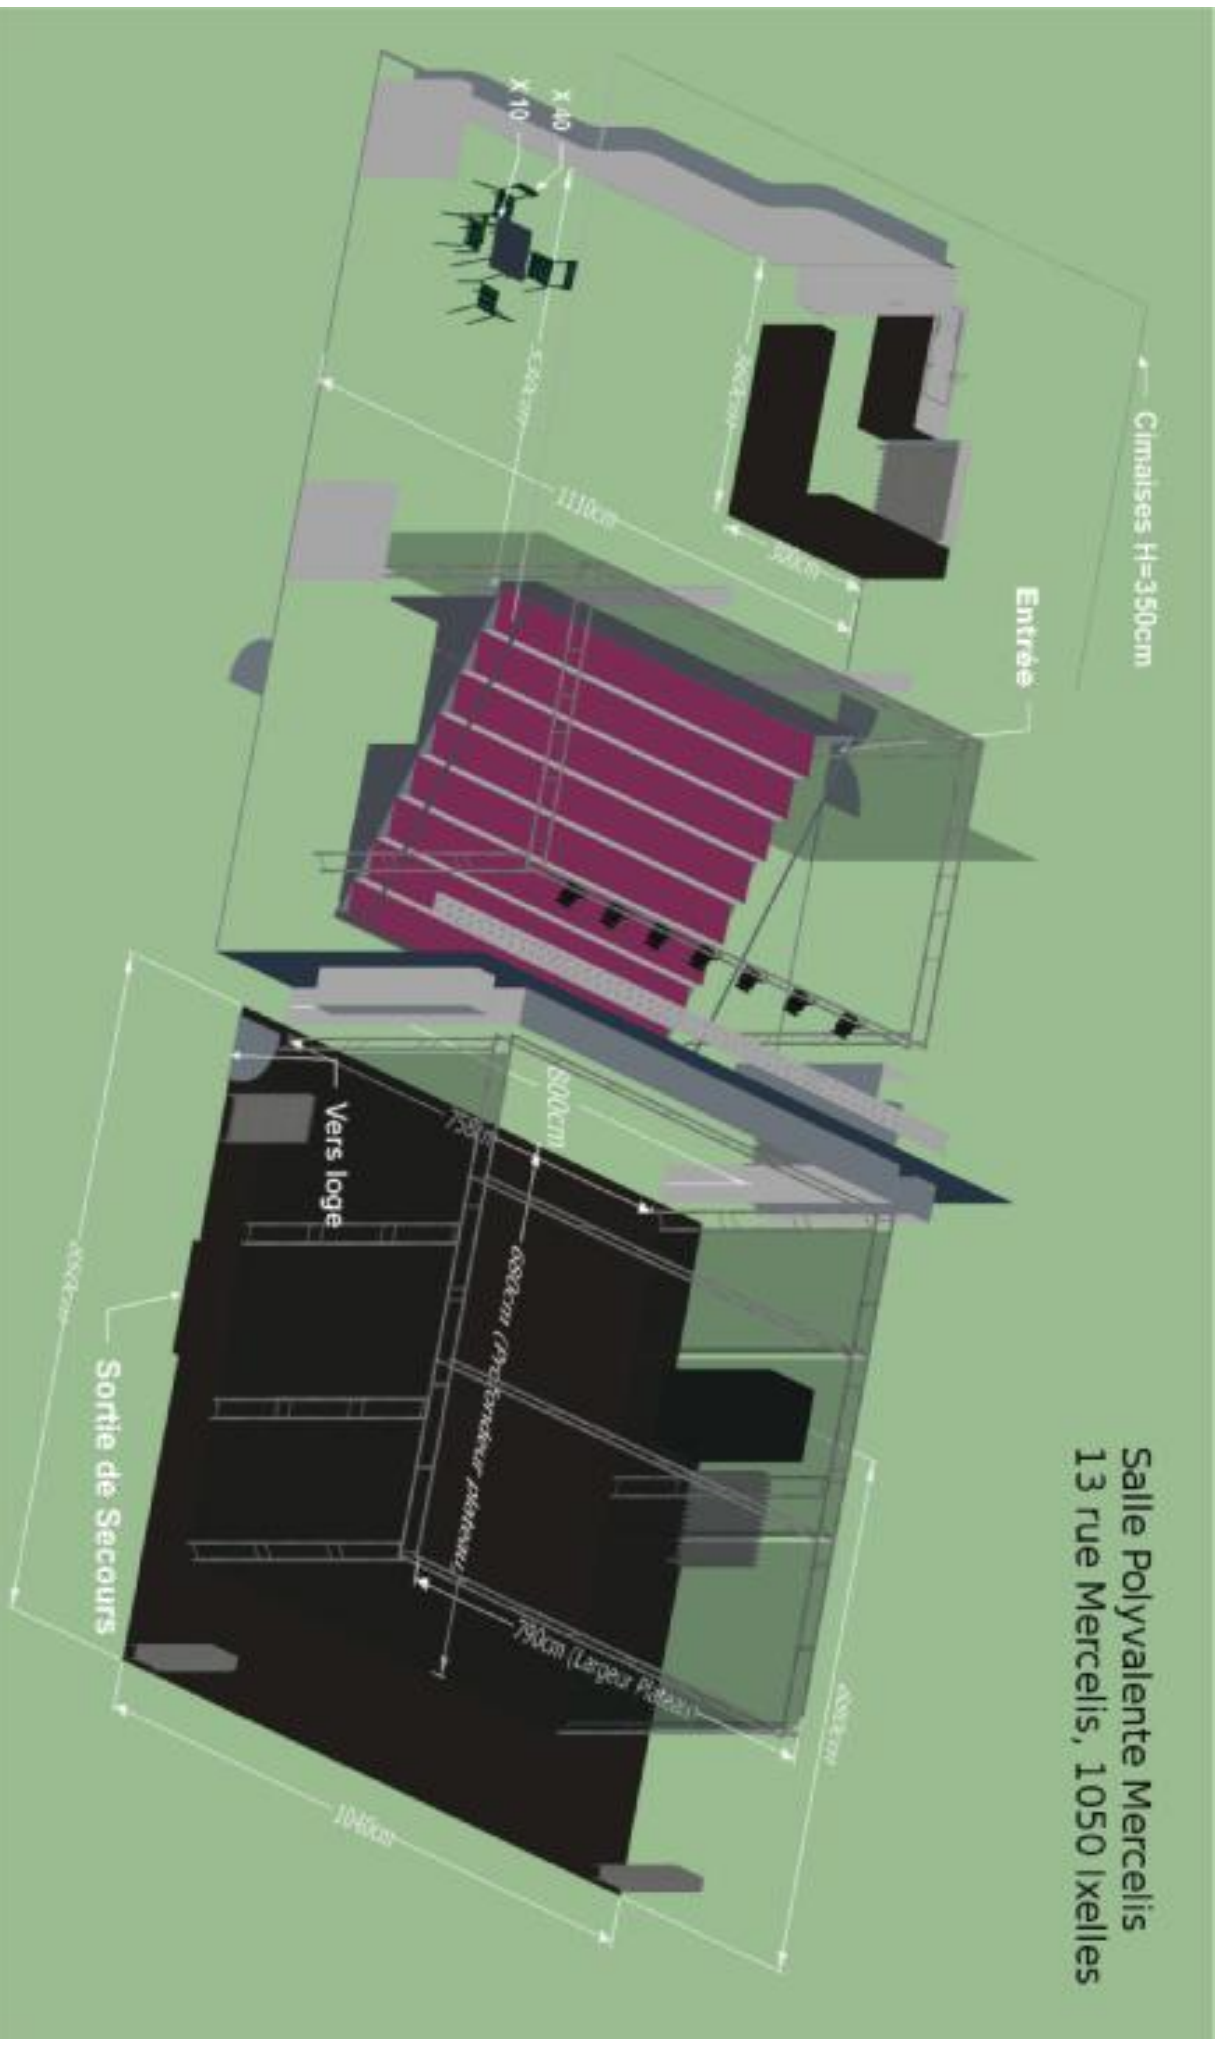 Salle Polyvalente Mercelis
13 rue Mercelis, 1050 Ixelles
Cimaises H=350cm
Entrée
X 40
X 10
1110cm
300cm
800cm
Vers loge
680cm (Profondeur plateau)
790cm (Largeur Plateau)
Sortie de Secours
1040cm